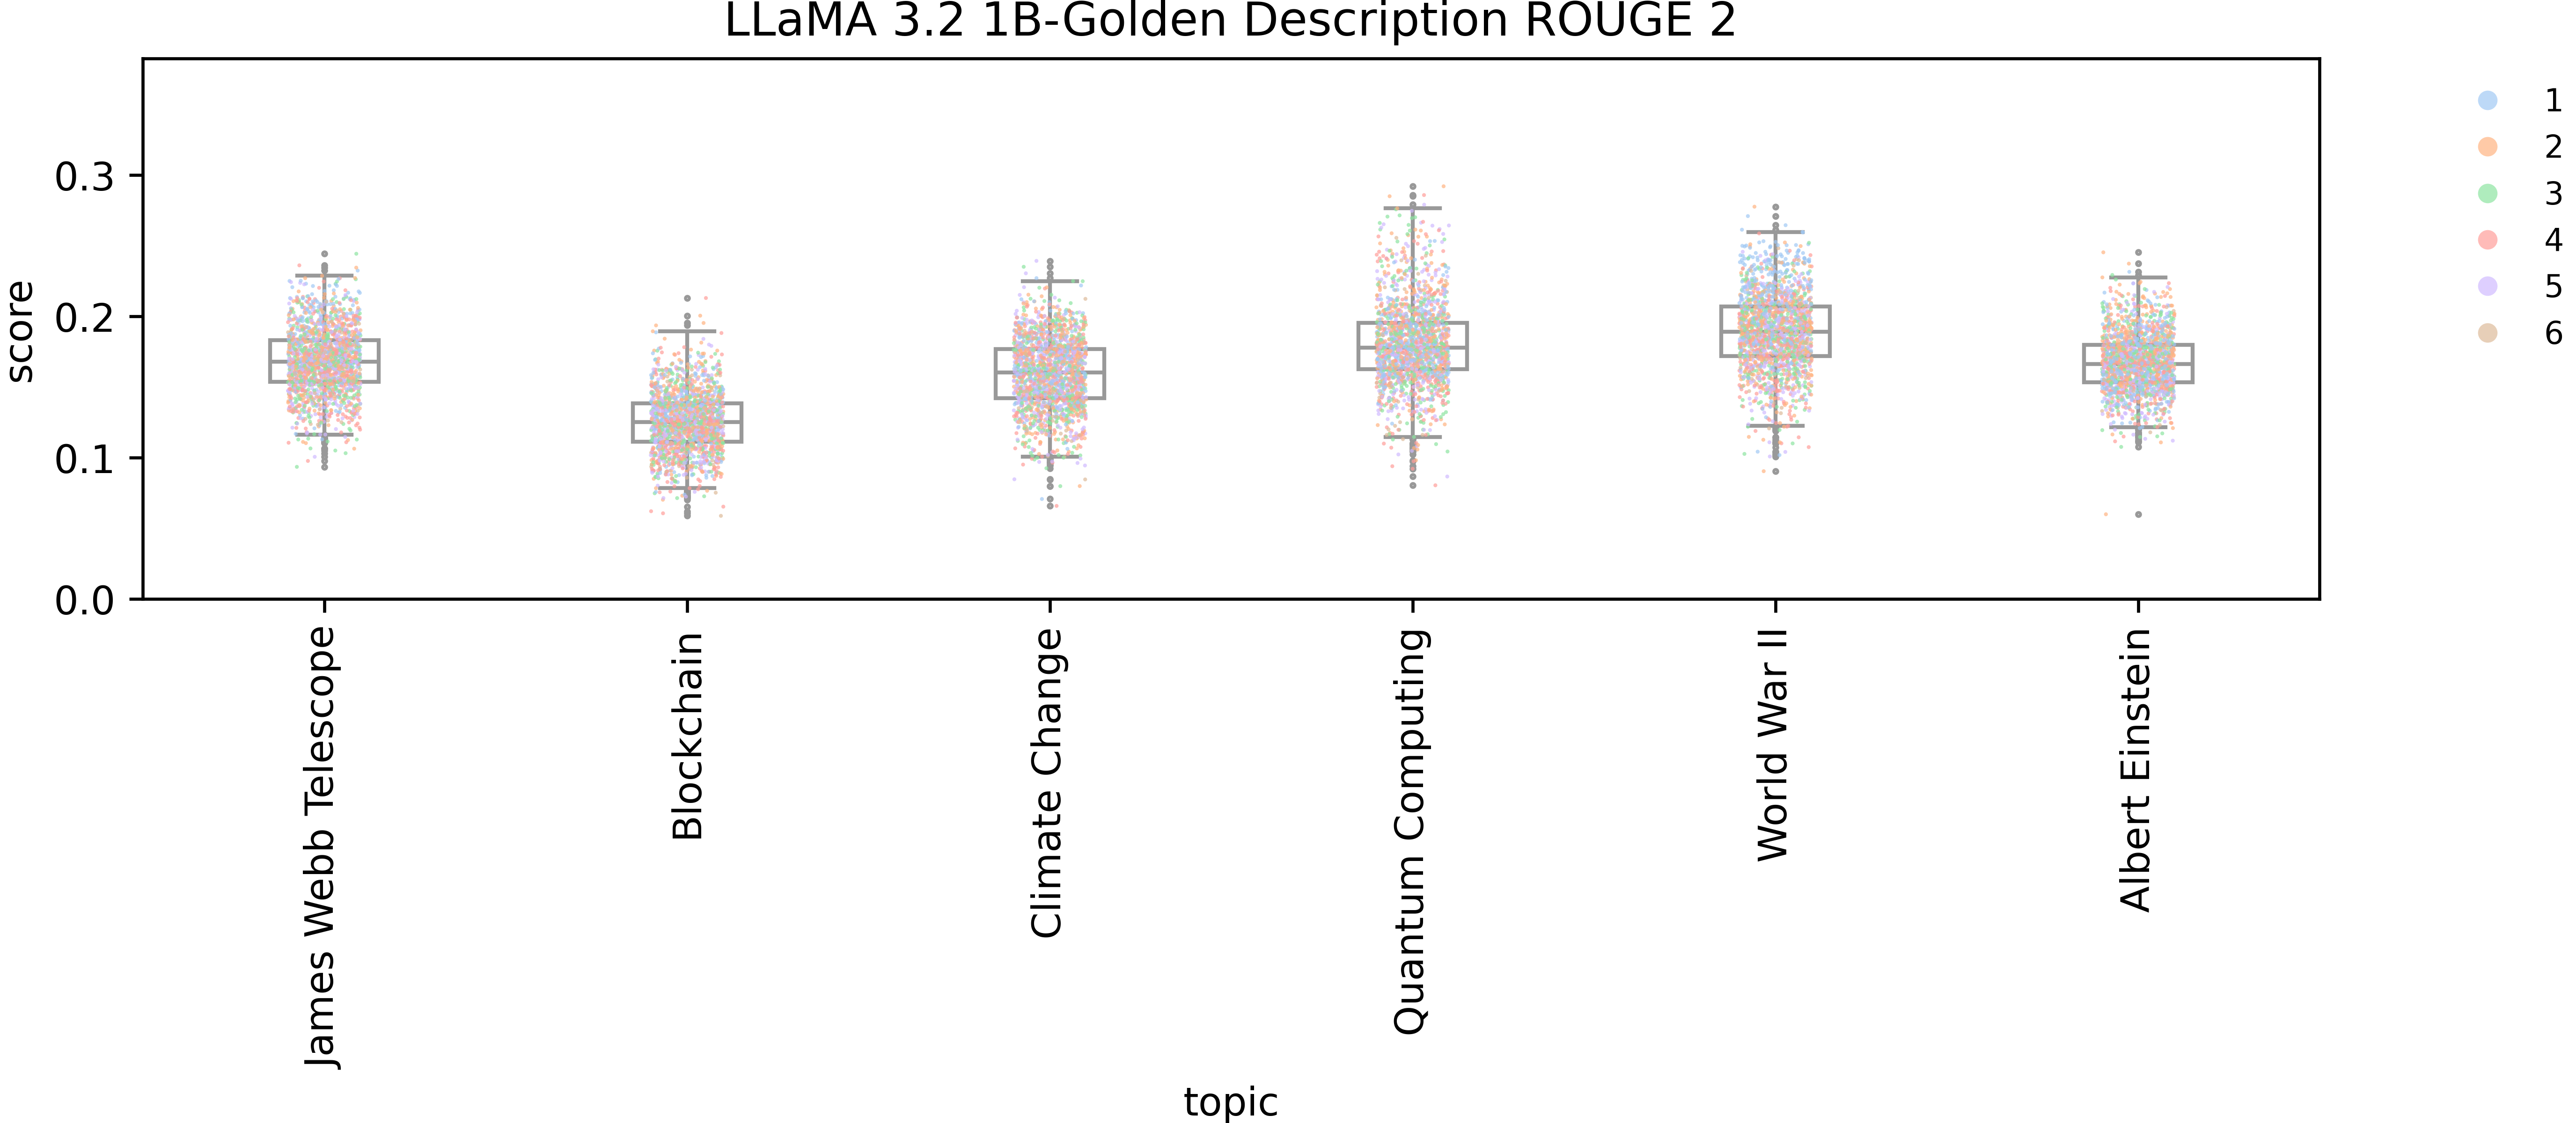 LLaMA 3.2 1B-Golden Description ROUGE 2
score
0.3
0.2
0.1
0.0
James Webb Telescope
Blockchain
Climate Change
Quantum Computing
World War II
Albert Einstein
topic
1
2
3
4
5
6